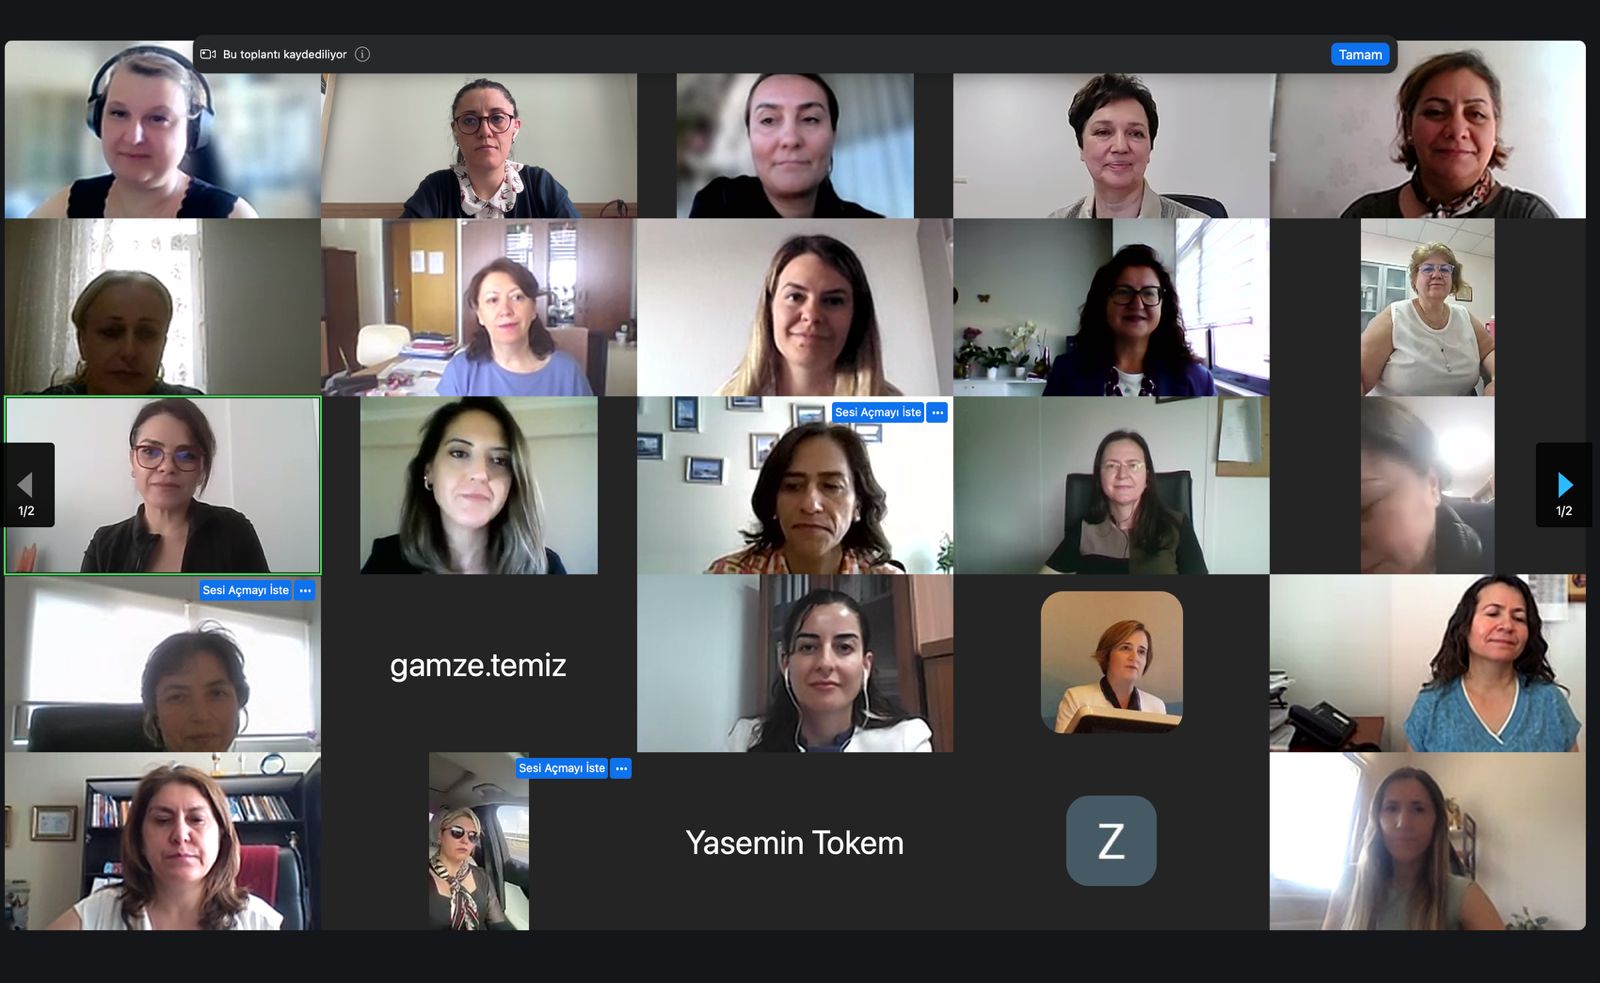 Bu toplantı kaydediliyor
Tamam
Sesi Açmayı İste
1/2
1/2
Sesi Açmayı İste
gamze.temiz
Sesi Açmayı İste
Yasemin Tokem
Z